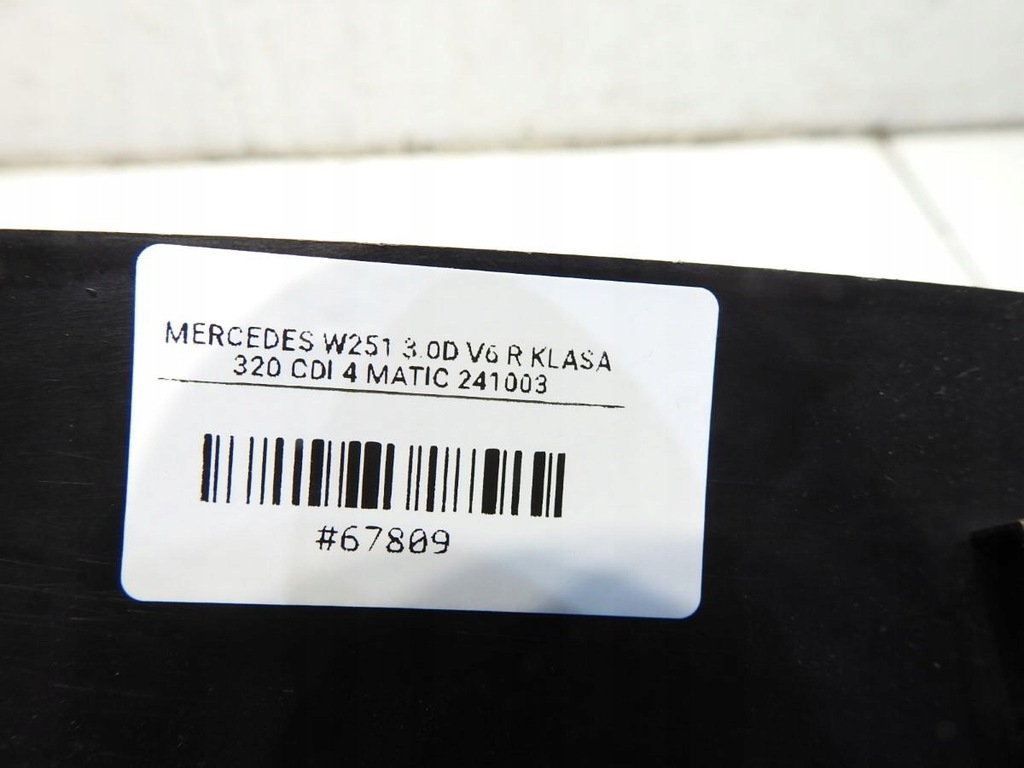 MERCEDES W251 3.0D V6 R KLASA
320 CDI 4 MATIC 241003
#67809